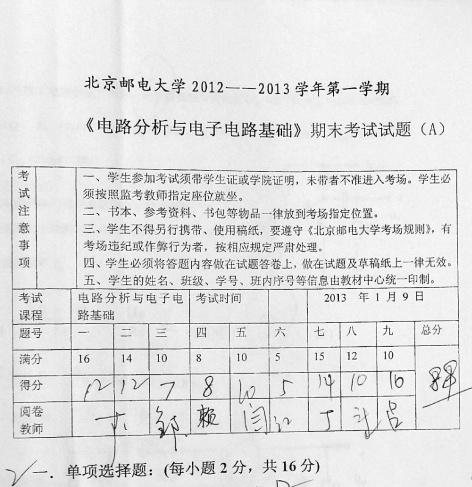 北京邮电大学2012——2013学年第一学期
《电路分析与电子电路基础》期末考试试题（A）
考试注意事项
一、学生参加考试须带学生证或学院证明，未带者不准进入考场。学生必
须按照监考教师指定座位就坐。
二、书本、参考资料、书包等物品一律放到考场指定位置。
三、学生不得另行携带、使用稿纸，要遵守《北京邮电大学考场规则》，有
考场违纪或作弊行为者，按相应规定严肃处理。
四、学生必须将答题内容做在试题答卷上，做在试题及草稿纸上一律无效。
五、学生的姓名、班级、学号、班内序号等信息由教材中心统一印制。
考试课程 电路分析与电子电路基础 考试时间 2013 年 1 月 9 日
题号 一 二 三 四 五 六 七 八 九 总分
满分 16 14 10 8 10 5 15 12 10
得分 12 12 7 8 10 5 14 10 10
阅卷教师 邹 顾 闫 江 丁 吕
一．单项选择题：(每小题2分，共16分)